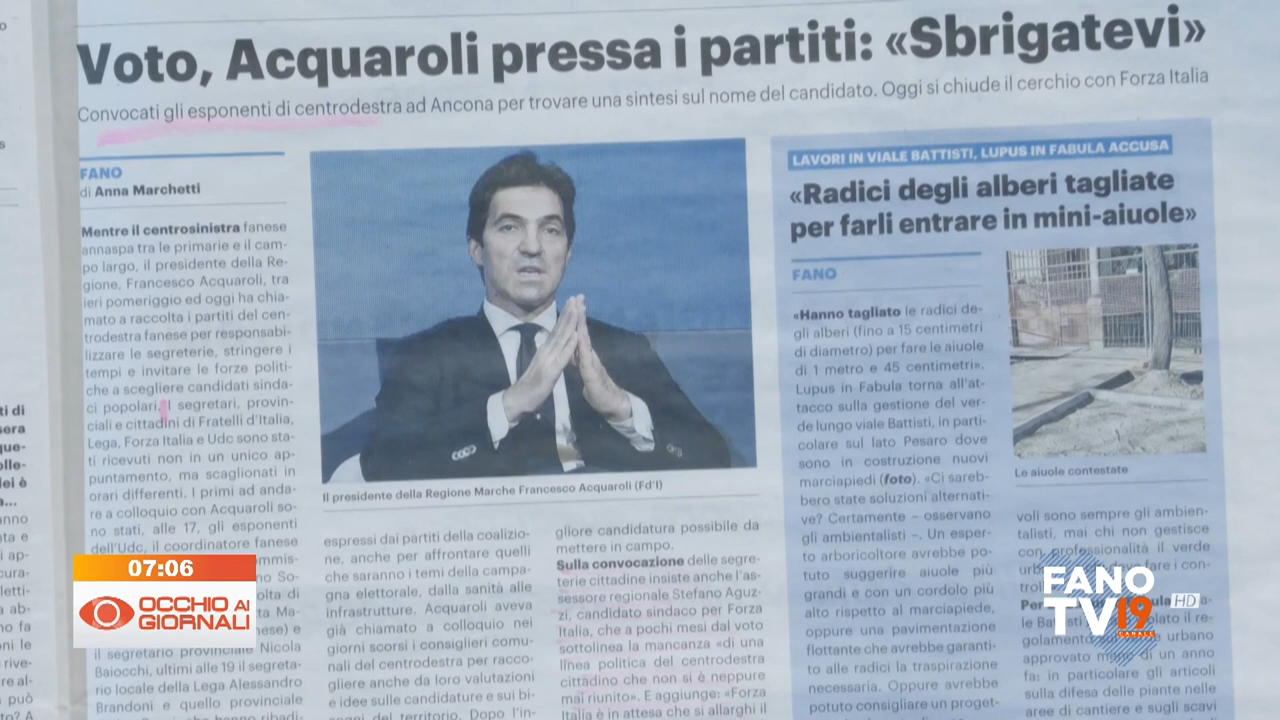 Voto, Acquaroli pressa i partiti: «Sbrigatevi»
Convocati gli esponenti di centrodestra ad Ancona per trovare una sintesi sul nome del candidato. Oggi si chiude il cerchio con Forza Italia
FANO
di Anna Marchetti
Mentre il centrosinistra fanese
annaspa tra le primarie e il cam-
po largo, il presidente della Re-
gione, Francesco Acquaroli, tra
ieri pomeriggio ed oggi ha chia-
mato a raccolta i partiti del cen-
trodestra fanese per responsabi-
lizzare le segreterie, stringere i
tempi e invitare le forze politi-
che a scegliere candidati sinda-
ci popolari. I segretari, provin-
ciali e cittadini di Fratelli d'Italia,
Lega, Forza Italia e Udc sono sta-
ti ricevuti non in un unico ap-
puntamento, ma scaglionati in
orari differenti. I primi ad anda-
re a colloquio con Acquaroli so-
no stati, alle 17, gli esponenti
dell'Udc, il coordinatore fanese
il segretario provinciale Nicola
Baiocchi, ultimi alle 19 il segreta-
rio locale della Lega Alessandro
Brandoni e quello provinciale
Il presidente della Regione Marche Francesco Acquaroli (Fd'I)
espressi dai partiti della coalizio-
ne, anche per affrontare quelli
che saranno i temi della campa-
gna elettorale, dalla sanità alle
infrastrutture. Acquaroli aveva
già chiamato a colloquio nei
giorni scorsi i consiglieri comu-
nali del centrodestra per racco-
gliere anche da loro valutazioni
e idee sulle candidature e sui bi-
sogni del territorio. Dopo l'in-
gliore candidatura possibile da
mettere in campo.
Sulla convocazione delle segre-
terie cittadine insiste anche l'as-
sessore regionale Stefano Aguz-
zi, candidato sindaco per Forza
Italia, che a pochi mesi dal voto
sottolinea la mancanza «di una
linea politica del centrodestra
cittadino che non si è neppure
mai riunito». E aggiunge: «Forza
Italia è in attesa che si allarghi il
LAVORI IN VIALE BATTISTI, LUPUS IN FABULA ACCUSA
«Radici degli alberi tagliate
per farli entrare in mini-aiuole»
FANO
«Hanno tagliato le radici de-
gli alberi (fino a 15 centimetri
di diametro) per fare le aiuole
di 1 metro e 45 centimetri».
Lupus in Fabula torna all'at-
tacco sulla gestione del ver-
de lungo viale Battisti, in parti-
colare sul lato Pesaro dove
sono in costruzione nuovi
marciapiedi (foto). «Ci sareb-
bero state soluzioni alternati-
ve? Certamente – osservano
gli ambientalisti –. Un esper-
to arboricoltore avrebbe po-
tuto suggerire aiuole più
grandi e con un cordolo più
alto rispetto al marciapiede,
oppure una pavimentazione
flottante che avrebbe garanti-
to alle radici la traspirazione
necessaria. Oppure avrebbe
potuto consigliare un proget-
Le aiuole contestate
voli sono sempre gli ambien-
talisti, mai chi non gestisce
con professionalità il verde
approvato meno di un anno
fa: in particolare gli articoli
sulla difesa delle piante nelle
aree di cantiere e sugli scavi
07:06
OCCHIO AI
GIORNALI
FANO
TV 19
HD